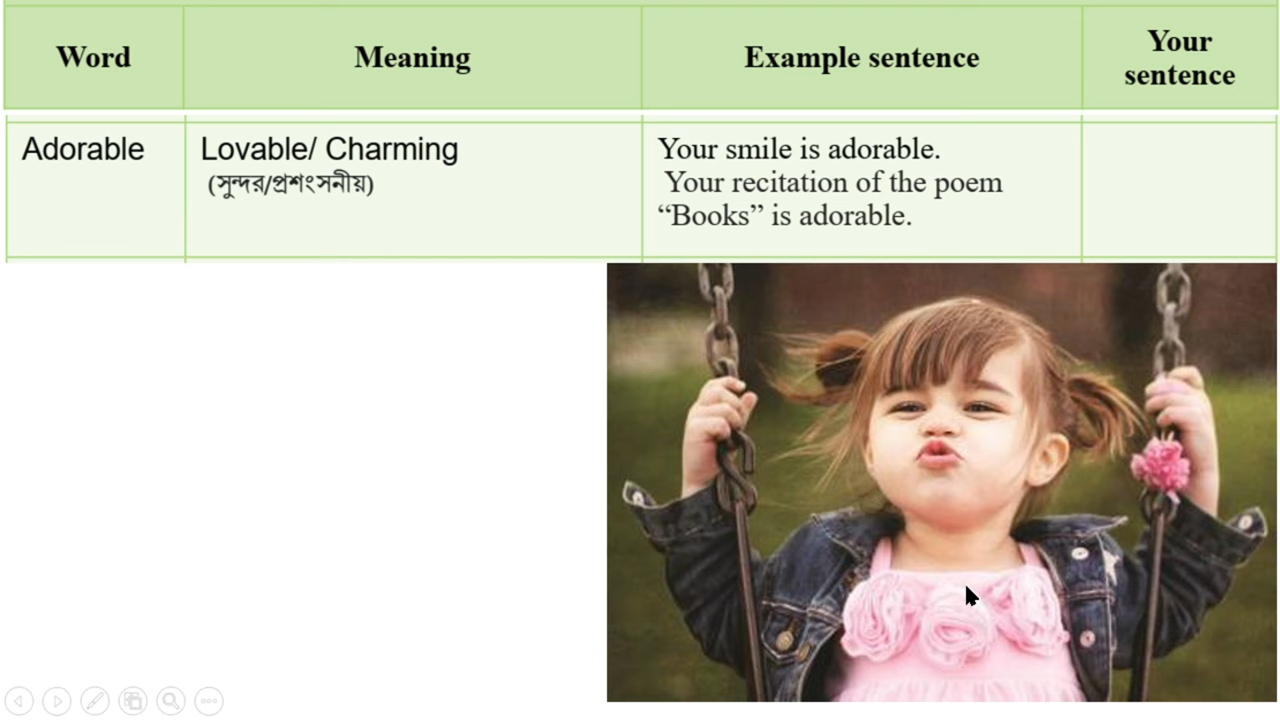 Word
Meaning
Example sentence
Your
sentence
Adorable
Lovable/ Charming
(সুন্দর/প্রশংসনীয়)
Your smile is adorable.
Your recitation of the poem
“Books” is adorable.